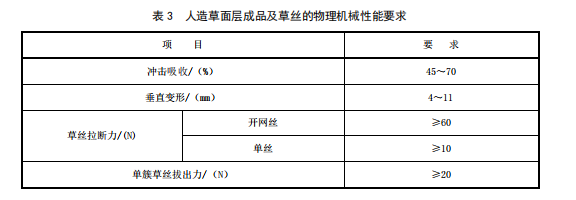 表 3 人造草面层成品及草丝的物理机械性能要求
项 目 要 求
冲击吸收/（%） 45～70
垂直变形/（mm） 4～11
草丝拉断力/(N) 开网丝 ≥60
单丝 ≥10
单簇草丝拔出力/（N） ≥20